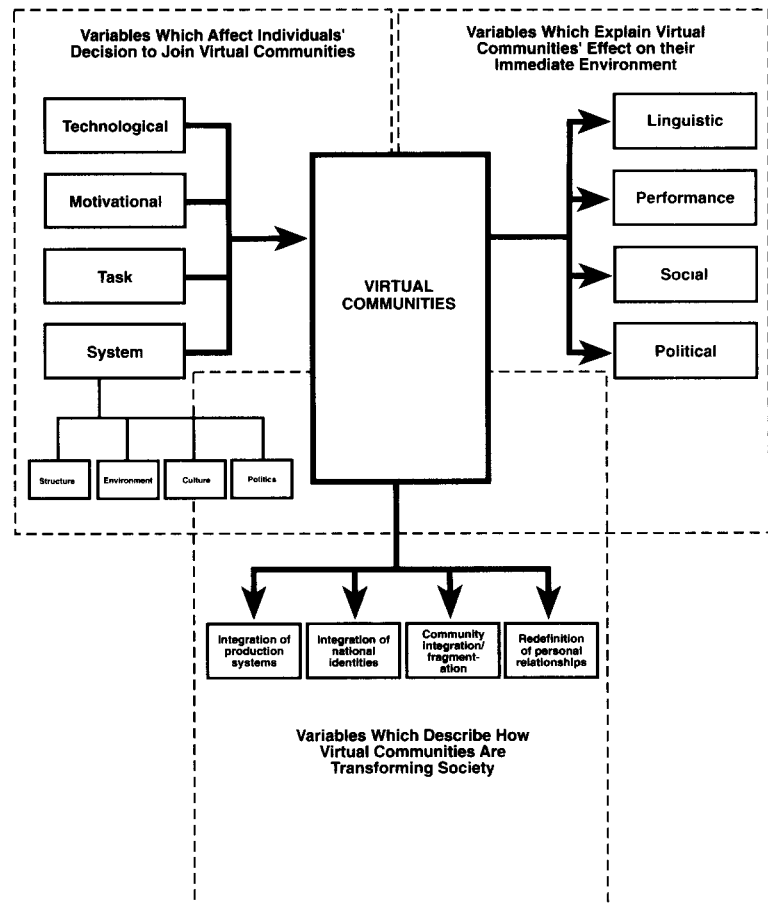 Variables Which Affect Individuals'
Decision to Join Virtual Communities
Variables Which Explain Virtual
Communities' Effect on their
Immediate Environment
Technological
Motivational
Task
System
Structure
Environment
Culture
Politics
VIRTUAL
COMMUNITIES
Linguistic
Performance
Social
Political
Integration of
production
systems
Integration of
national
identities
Community
integration/
fragment-
ation
Redefinition
of personal
relationships
Variables Which Describe How
Virtual Communities Are
Transforming Society